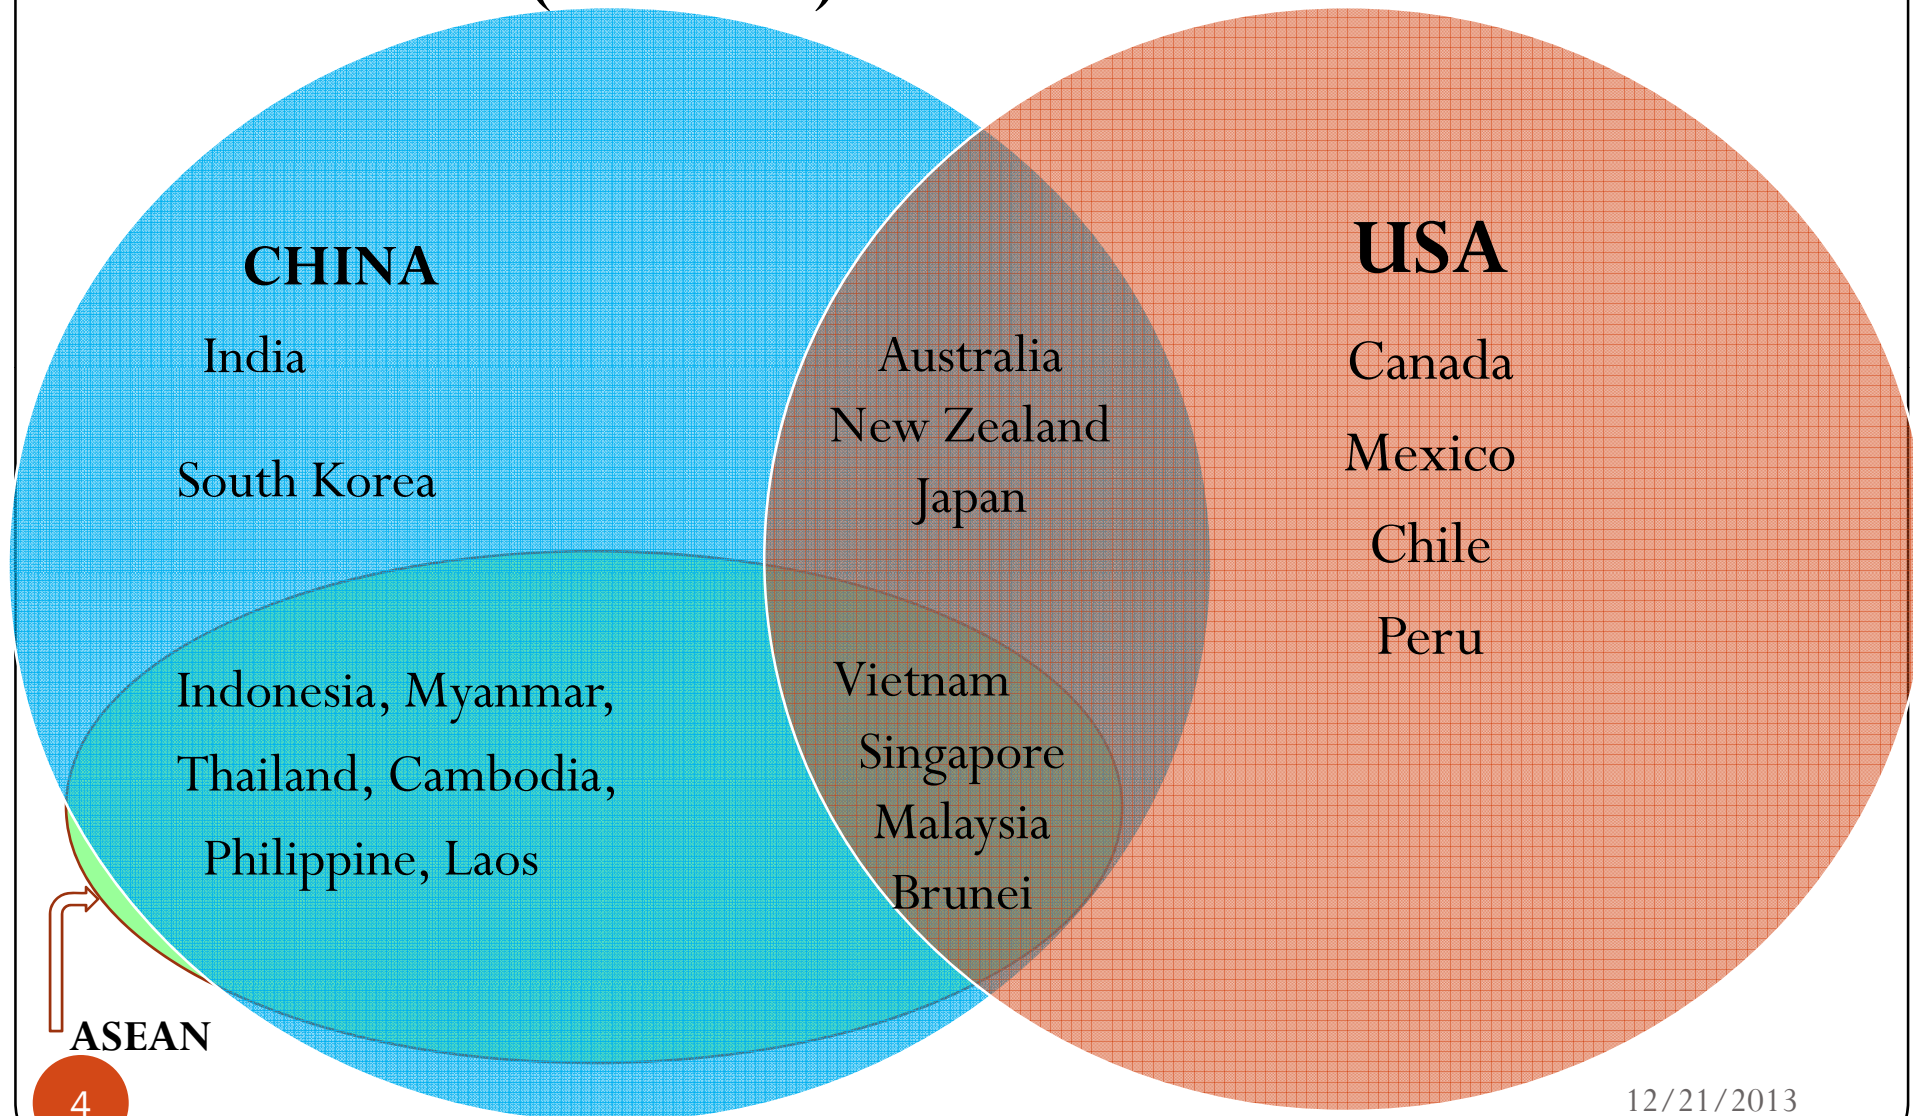 CHINA
India
South Korea
Indonesia, Myanmar,
Thailand, Cambodia,
Philippine, Laos
Australia
New Zealand
Japan
Vietnam
Singapore
Malaysia
Brunei
USA
Canada
Mexico
Chile
Peru
ASEAN
4
12/21/2013